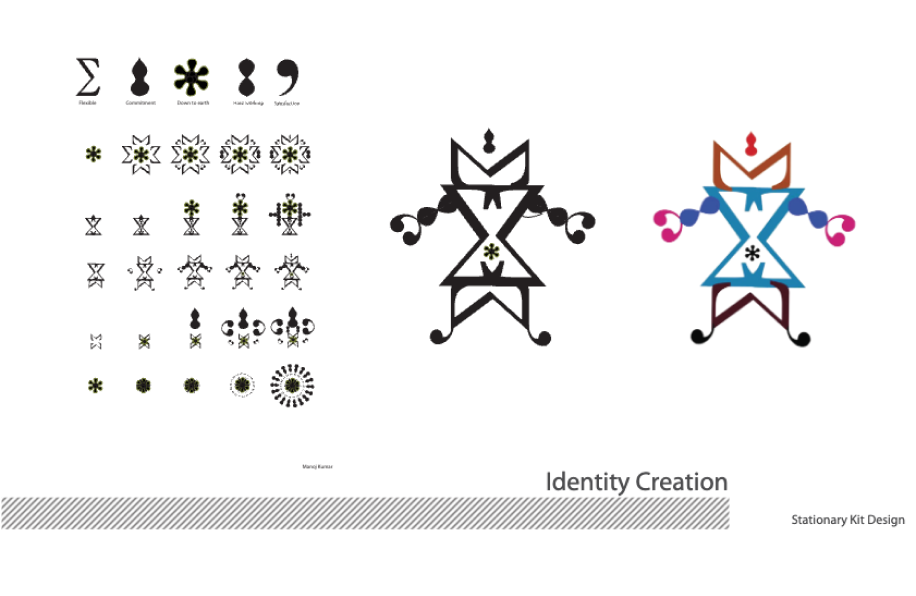 Flexible
Commitment
Down to earth
Hard working
Satisfaction
Manoj Kumar
Identity Creation
Stationary Kit Design